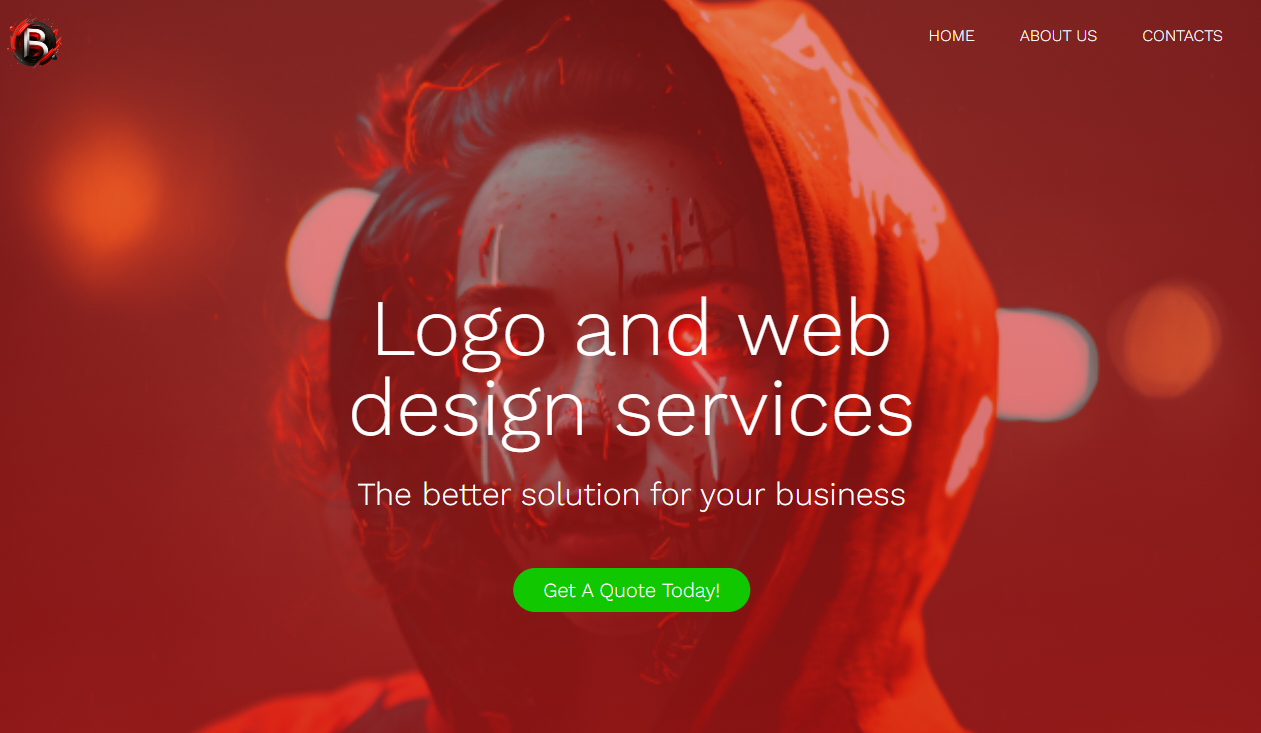 B
HOME ABOUT US CONTACTS
Logo and web
design services
The better solution for your business
Get A Quote Today!